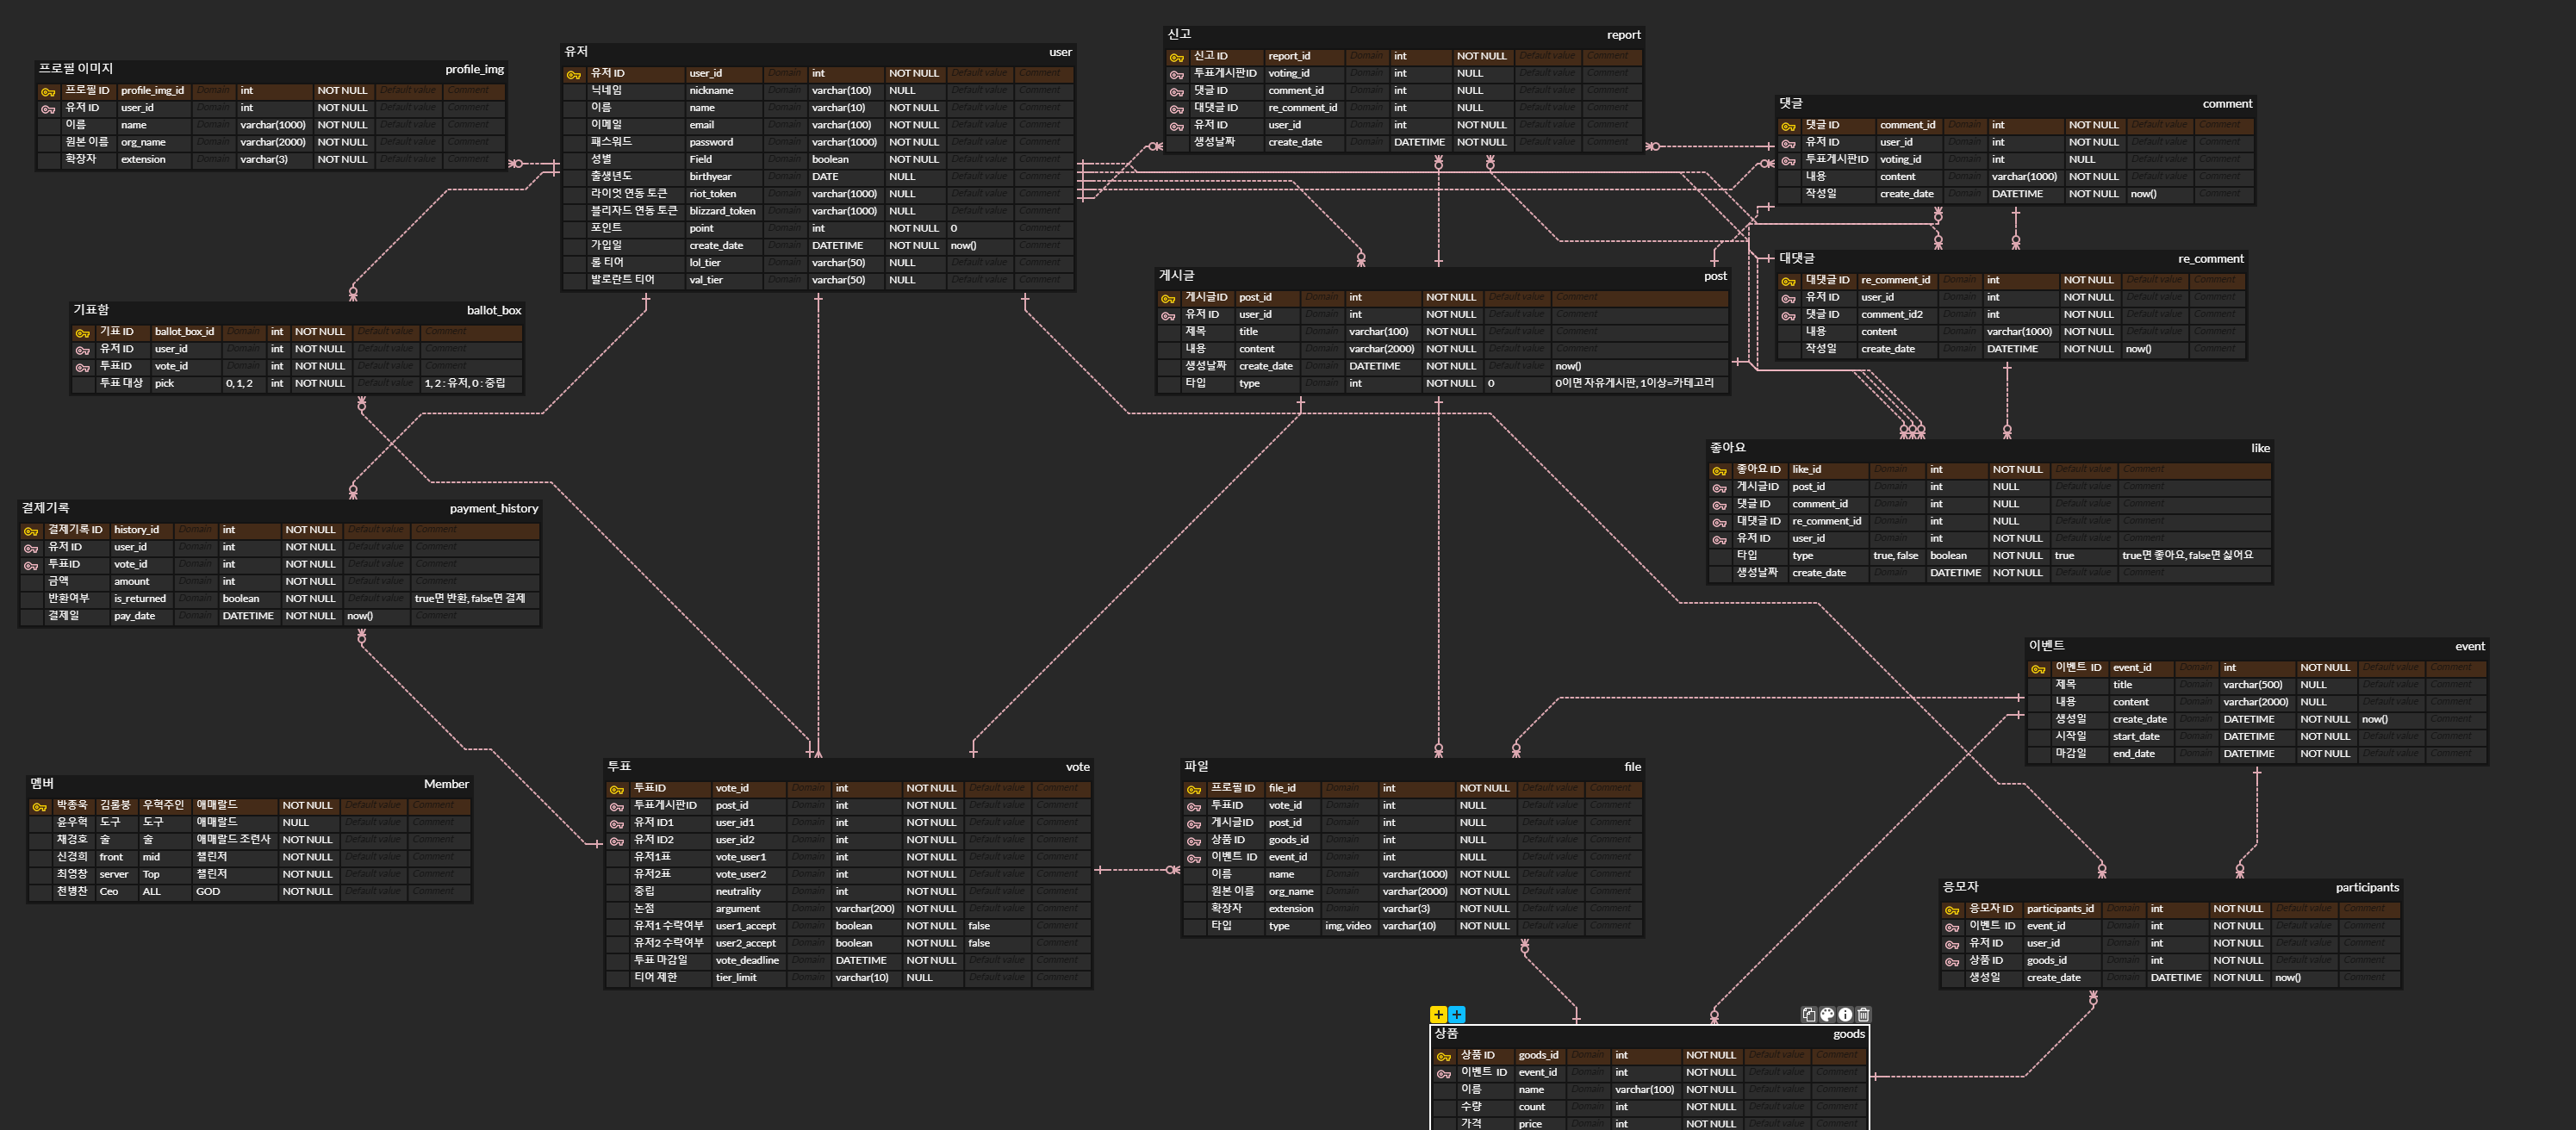 프로필 이미지 profile_img
프로필 ID profile_img_id Domain int NOT NULL Default value Comment
유저 ID user_id Domain int NOT NULL Default value Comment
이름 name Domain varchar(1000) NOT NULL Default value Comment
원본 이름 org_name Domain varchar(2000) NOT NULL Default value Comment
확장자 extension Domain varchar(3) NOT NULL Default value Comment
유저 user
유저 ID user_id Domain int NOT NULL Default value Comment
닉네임 nickname Domain varchar(100) NULL Default value Comment
이름 name Domain varchar(10) NOT NULL Default value Comment
이메일 email Domain varchar(100) NOT NULL Default value Comment
패스워드 password Domain varchar(1000) NOT NULL Default value Comment
성별 Field Domain boolean NOT NULL Default value Comment
출생년도 birthyear Domain DATE NULL Default value Comment
라이엇 연동 토큰 riot_token Domain varchar(1000) NULL Default value Comment
블리자드 연동 토큰 blizzard_token Domain varchar(1000) NULL Default value Comment
포인트 point Domain int NOT NULL 0 Comment
가입일 create_date Domain DATETIME NOT NULL now() Comment
롤 티어 lol_tier Domain varchar(50) NULL Default value Comment
발로란트 티어 val_tier Domain varchar(50) NULL Default value Comment
신고 report
신고 ID report_id Domain int NOT NULL Default value Comment
투표게시판ID voting_id Domain int NULL Default value Comment
댓글 ID comment_id Domain int NULL Default value Comment
대댓글 ID re_comment_id Domain int NULL Default value Comment
유저 ID user_id Domain int NOT NULL Default value Comment
생성날짜 create_date Domain DATETIME NOT NULL Default value Comment
댓글 comment
댓글 ID comment_id Domain int NOT NULL Default value Comment
유저 ID user_id Domain int NOT NULL Default value Comment
투표게시판ID voting_id Domain int NULL Default value Comment
내용 content Domain varchar(1000) NOT NULL Default value Comment
작성일 create_date Domain DATETIME NOT NULL now() Comment
대댓글 re_comment
대댓글 ID re_comment_id Domain int NOT NULL Default value Comment
유저 ID user_id Domain int NOT NULL Default value Comment
댓글 ID comment_id2 Domain int NOT NULL Default value Comment
내용 content Domain varchar(1000) NOT NULL Default value Comment
작성일 create_date Domain DATETIME NOT NULL now() Comment
게시글 post
게시글ID post_id Domain int NOT NULL Default value Comment
유저 ID user_id Domain int NOT NULL Default value Comment
제목 title Domain varchar(100) NOT NULL Default value Comment
내용 content Domain varchar(2000) NOT NULL Default value Comment
생성날짜 create_date Domain DATETIME NOT NULL Default value now()
타입 type Domain int NOT NULL 0 0이면 자유게시판, 1이상=카테고리
기표함 ballot_box
기표 ID ballot_box_id Domain int NOT NULL Default value Comment
유저 ID user_id Domain int NOT NULL Default value Comment
투표ID vote_id Domain int NOT NULL Default value Comment
투표 대상 pick 0, 1, 2 int NOT NULL Default value 1, 2 : 유저, 0 : 중립
좋아요 like
좋아요 ID like_id Domain int NOT NULL Default value Comment
게시글ID post_id Domain int NULL Default value Comment
댓글 ID comment_id Domain int NULL Default value Comment
대댓글 ID re_comment_id Domain int NULL Default value Comment
유저 ID user_id Domain int NOT NULL Default value Comment
타입 type true, false boolean NOT NULL true true면 좋아요, false면 싫어요
생성날짜 create_date Domain DATETIME NOT NULL Default value Comment
결제기록 payment_history
결제기록 ID history_id Domain int NOT NULL Default value Comment
유저 ID user_id Domain int NOT NULL Default value Comment
투표ID vote_id Domain int NOT NULL Default value Comment
금액 amount Domain int NOT NULL Default value Comment
반환여부 is_returned Domain boolean NOT NULL Default value true면 반환, false면 결제
결제일 pay_date Domain DATETIME NOT NULL now() Comment
이벤트 event
이벤트 ID event_id Domain int NOT NULL Default value Comment
제목 title Domain varchar(500) NULL Default value Comment
내용 content Domain varchar(2000) NULL Default value Comment
생성일 create_date Domain DATETIME NOT NULL now() Comment
시작일 start_date Domain DATETIME NOT NULL Default value Comment
마감일 end_date Domain DATETIME NOT NULL Default value Comment
멤버 Member
박종욱 김불봉 우혁주인 애매랄드 NOT NULL Default value Comment
윤우혁 도구 도구 애매랄드 NULL Default value Comment
채경호 술 술 애매랄드 조련사 NOT NULL Default value Comment
신경희 front mid 챌린저 NOT NULL Default value Comment
최영창 server Top 챌린저 NOT NULL Default value Comment
천병찬 Ceo ALL GOD NOT NULL Default value Comment
투표 vote
투표ID vote_id Domain int NOT NULL Default value Comment
투표게시판ID post_id Domain int NOT NULL Default value Comment
유저 ID1 user_id1 Domain int NOT NULL Default value Comment
유저 ID2 user_id2 Domain int NOT NULL Default value Comment
유저1표 vote_user1 Domain int NOT NULL Default value Comment
유저2표 vote_user2 Domain int NOT NULL Default value Comment
중립 neutrality Domain int NOT NULL Default value Comment
논점 argument Domain varchar(200) NOT NULL Default value Comment
유저1 수락여부 user1_accept Domain boolean NOT NULL false Comment
유저2 수락여부 user2_accept Domain boolean NOT NULL false Comment
투표 마감일 vote_deadline Domain DATETIME NOT NULL Default value Comment
티어 제한 tier_limit Domain varchar(10) NULL Default value Comment
파일 file
프로필 ID file_id Domain int NOT NULL Default value Comment
투표ID vote_id Domain int NULL Default value Comment
게시글ID post_id Domain int NULL Default value Comment
상품 ID goods_id Domain int NULL Default value Comment
이벤트 ID event_id Domain int NULL Default value Comment
이름 name Domain varchar(1000) NOT NULL Default value Comment
원본 이름 org_name Domain varchar(2000) NOT NULL Default value Comment
확장자 extension Domain varchar(3) NOT NULL Default value Comment
타입 type img, video varchar(10) NOT NULL Default value Comment
응모자 participants
응모자 ID participants_id Domain int NOT NULL Default value Comment
이벤트 ID event_id Domain int NOT NULL Default value Comment
유저 ID user_id Domain int NOT NULL Default value Comment
상품 ID goods_id Domain int NOT NULL Default value Comment
생성일 create_date Domain DATETIME NOT NULL now() Comment
상품 goods
상품 ID goods_id Domain int NOT NULL Default value Comment
이벤트 ID event_id Domain int NOT NULL Default value Comment
이름 name Domain varchar(100) NOT NULL Default value Comment
수량 count Domain int NOT NULL Default value Comment
가격 price Domain int NOT NULL Default value Comment